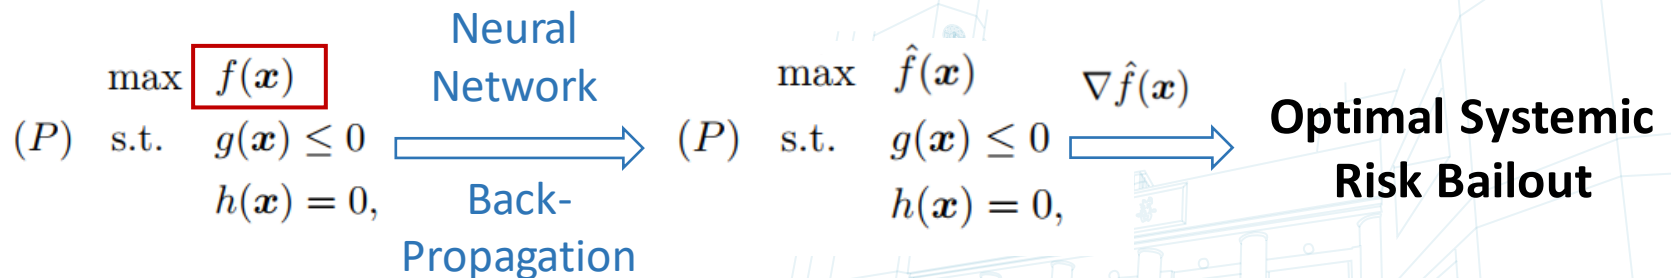 max f(𝒙)
(P) s.t. g(𝒙) ≤ 0
h(𝒙) = 0,
Neural
Network
Back-
Propagation
max f̂(𝒙)
(P) s.t. g(𝒙) ≤ 0
h(𝒙) = 0,
∇f̂(𝒙)
Optimal Systemic
Risk Bailout